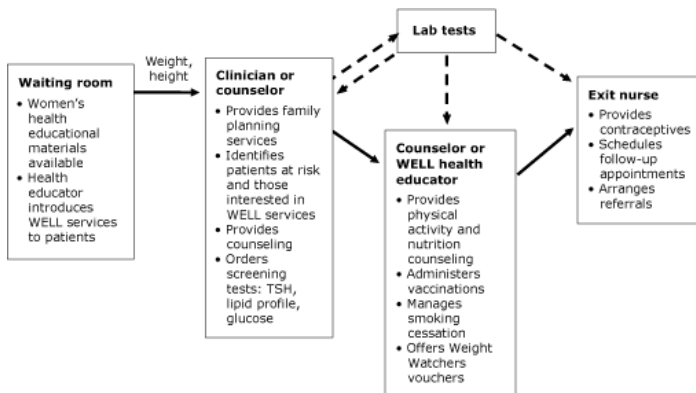 Lab tests
Weight,
height
Waiting room
• Women's
health
educational
materials
available
• Health
educator
introduces
WELL services
to patients
Clinician or
counselor
• Provides family
planning
services
• Identifies
patients at risk
and those
interested in
WELL services
• Provides
counseling
• Orders
screening
tests: TSH,
lipid profile,
glucose
Counselor or
WELL health
educator
• Provides
physical
activity and
nutrition
counseling
• Administers
vaccinations
• Manages
smoking
cessation
• Offers Weight
Watchers
vouchers
Exit nurse
• Provides
contraceptives
• Schedules
follow-up
appointments
• Arranges
referrals